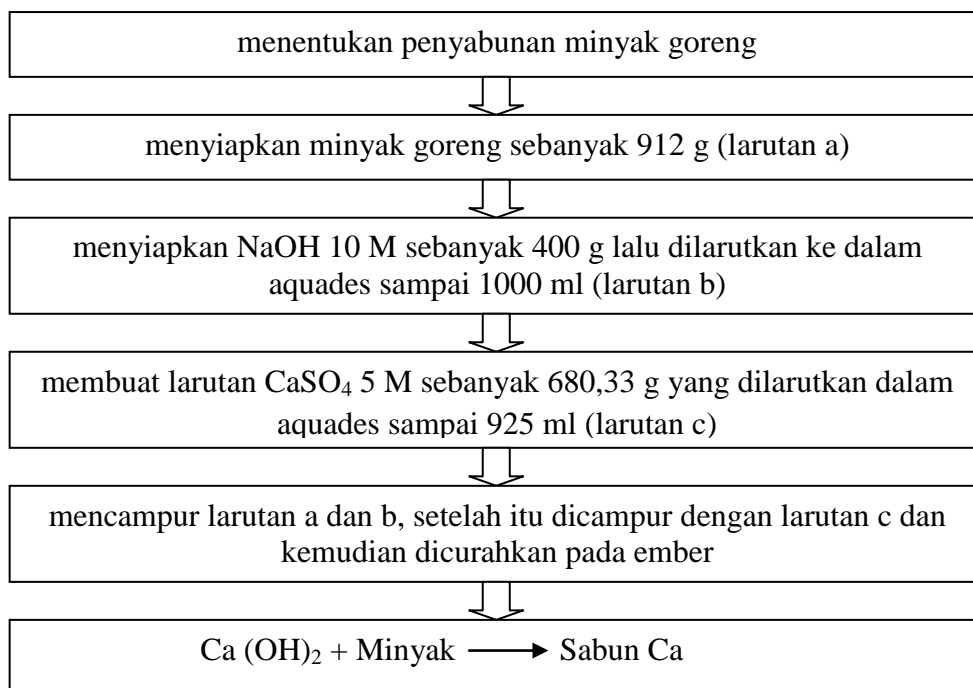 menentukan penyabunan minyak goreng
menyiapkan minyak goreng sebanyak 912 g (larutan a)
menyiapkan NaOH 10 M sebanyak 400 g lalu dilarutkan ke dalam
aquades sampai 1000 ml (larutan b)
membuat larutan CaSO₄ 5 M sebanyak 680,33 g yang dilarutkan dalam
aquades sampai 925 ml (larutan c)
mencampur larutan a dan b, setelah itu dicampur dengan larutan c dan
kemudian dicurahkan pada ember
Ca (OH)₂ + Minyak ⟶ Sabun Ca